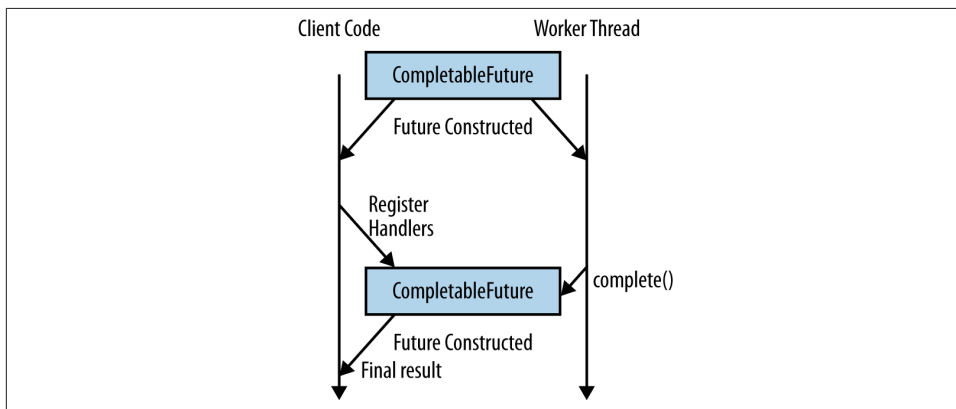 Client Code
Worker Thread
CompletableFuture
Future Constructed
Register
Handlers
complete()
CompletableFuture
Future Constructed
Final result